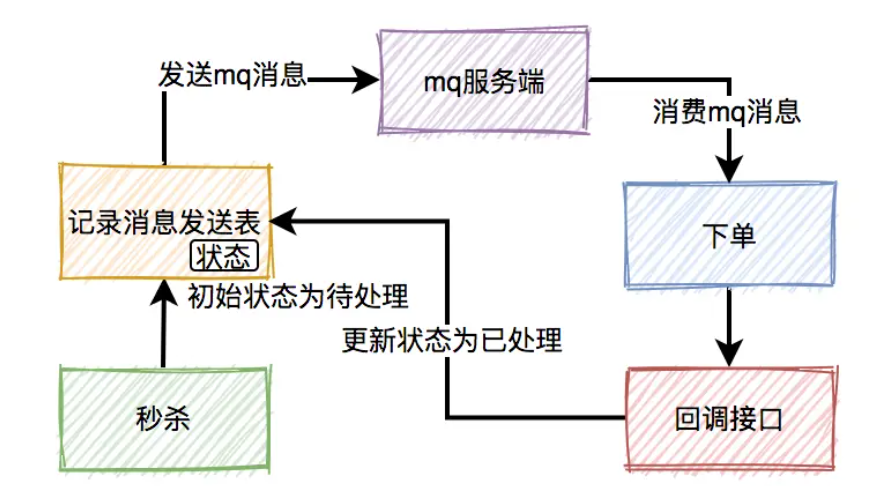 发送mq消息
mq服务端
消费mq消息
记录消息发送表
状态
下单
初始状态为待处理
更新状态为已处理
秒杀
回调接口